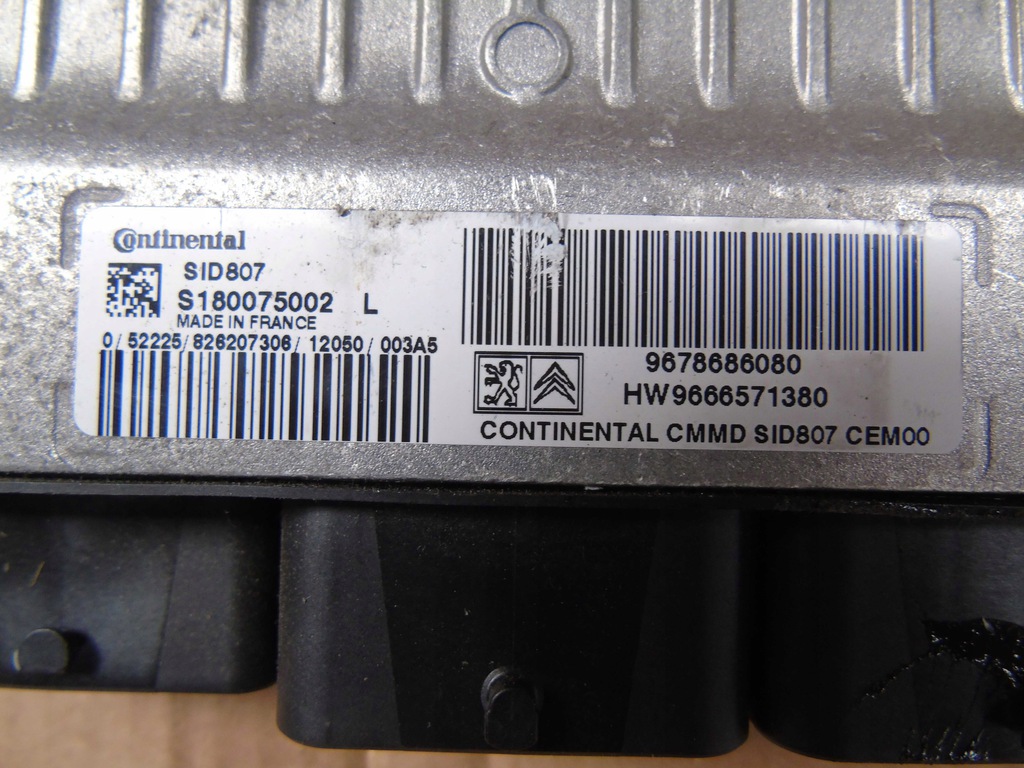 Continental
SID807
S180075002 L
MADE IN FRANCE
0/ 52225/ 826207306/ 12050/ 003A5
9678686080
HW9666571380
CONTINENTAL CMMD SID807 CEM00